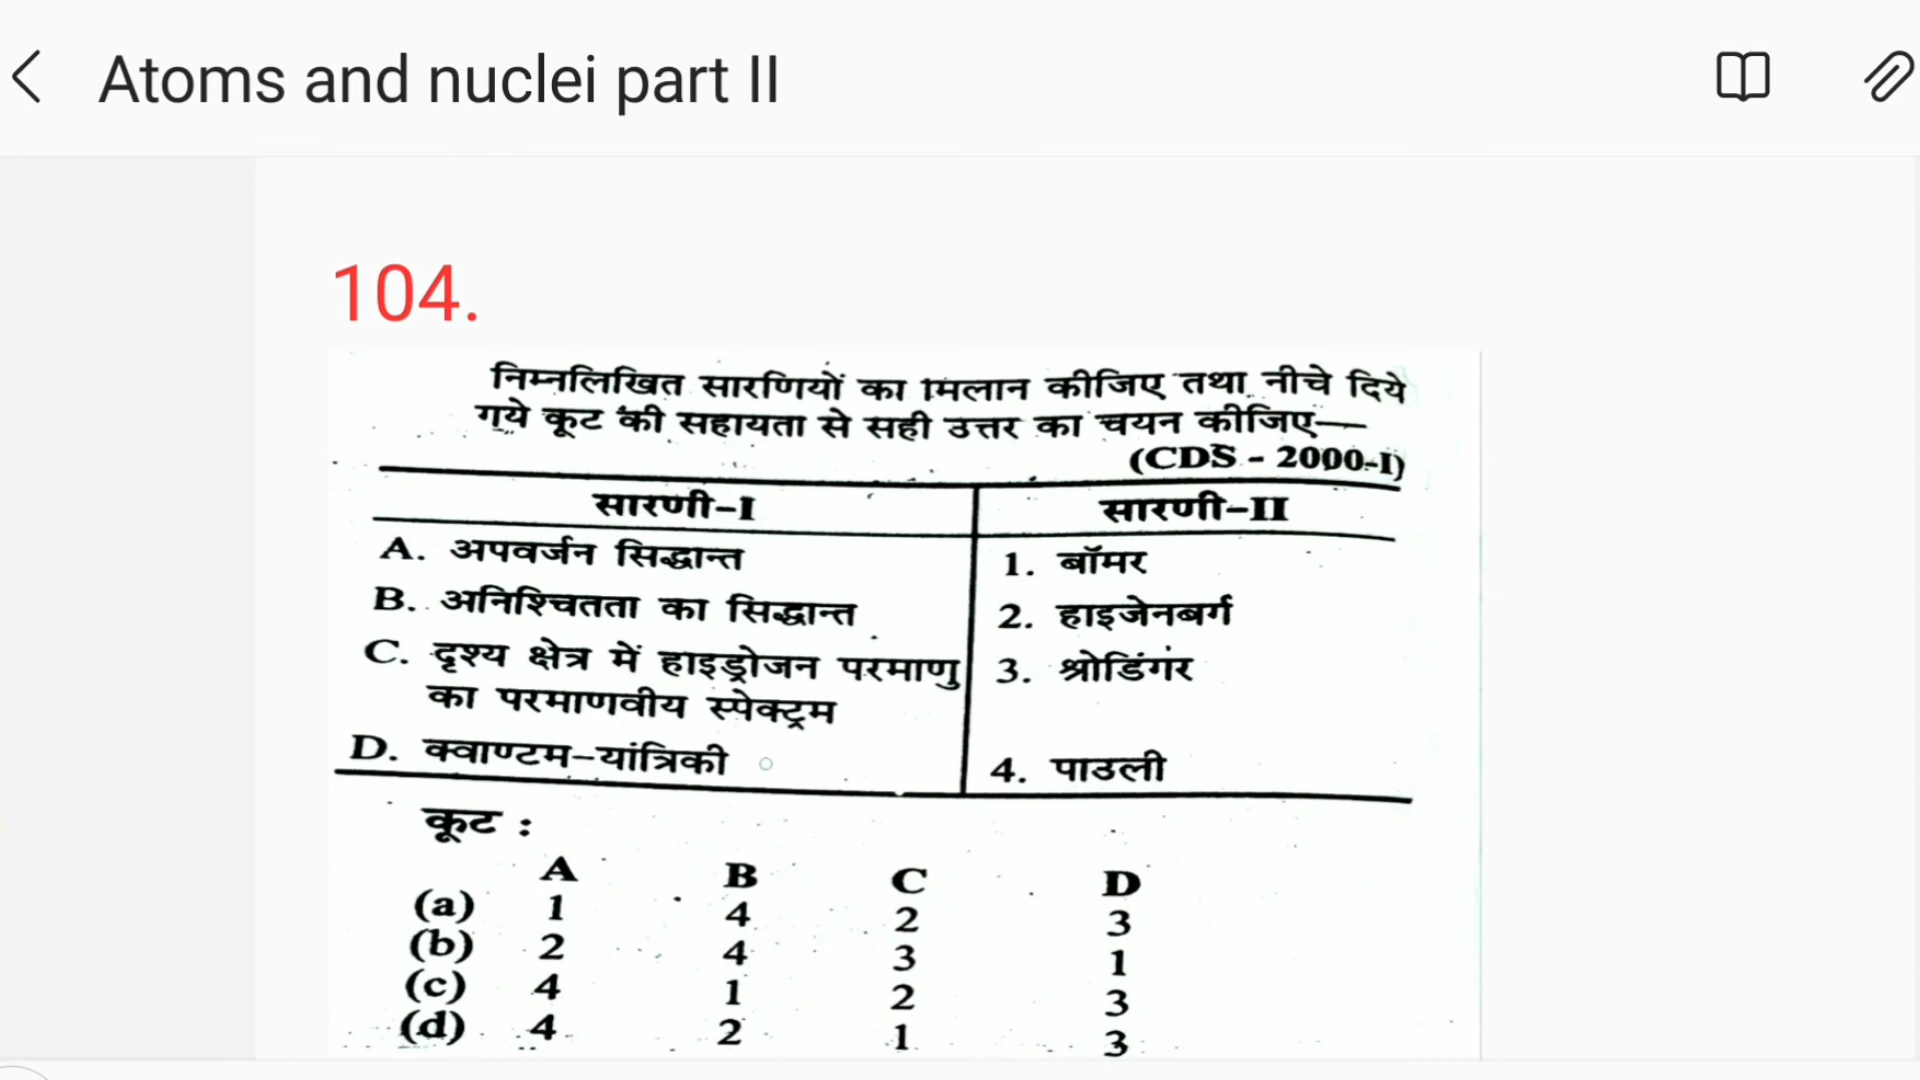 Atoms and nuclei part II
104.
निम्नलिखित सारणियों का मिलान कीजिए तथा नीचे दिये
गये कूट की सहायता से सही उत्तर का चयन कीजिए—
(CDS - 2000-I)
सारणी-I सारणी-II
A. अपवर्जन सिद्धान्त 1. बॉमर
B. अनिश्चितता का सिद्धान्त 2. हाइजेनबर्ग
C. दृश्य क्षेत्र में हाइड्रोजन परमाणु 3. श्रोडिंगर
का परमाणवीय स्पेक्ट्रम
D. क्वाण्टम-यांत्रिकी 4. पाउली
कूट :
A B C D
(a) 1 4 2 3
(b) 2 4 3 1
(c) 4 1 2 3
(d) 4 2 1 3